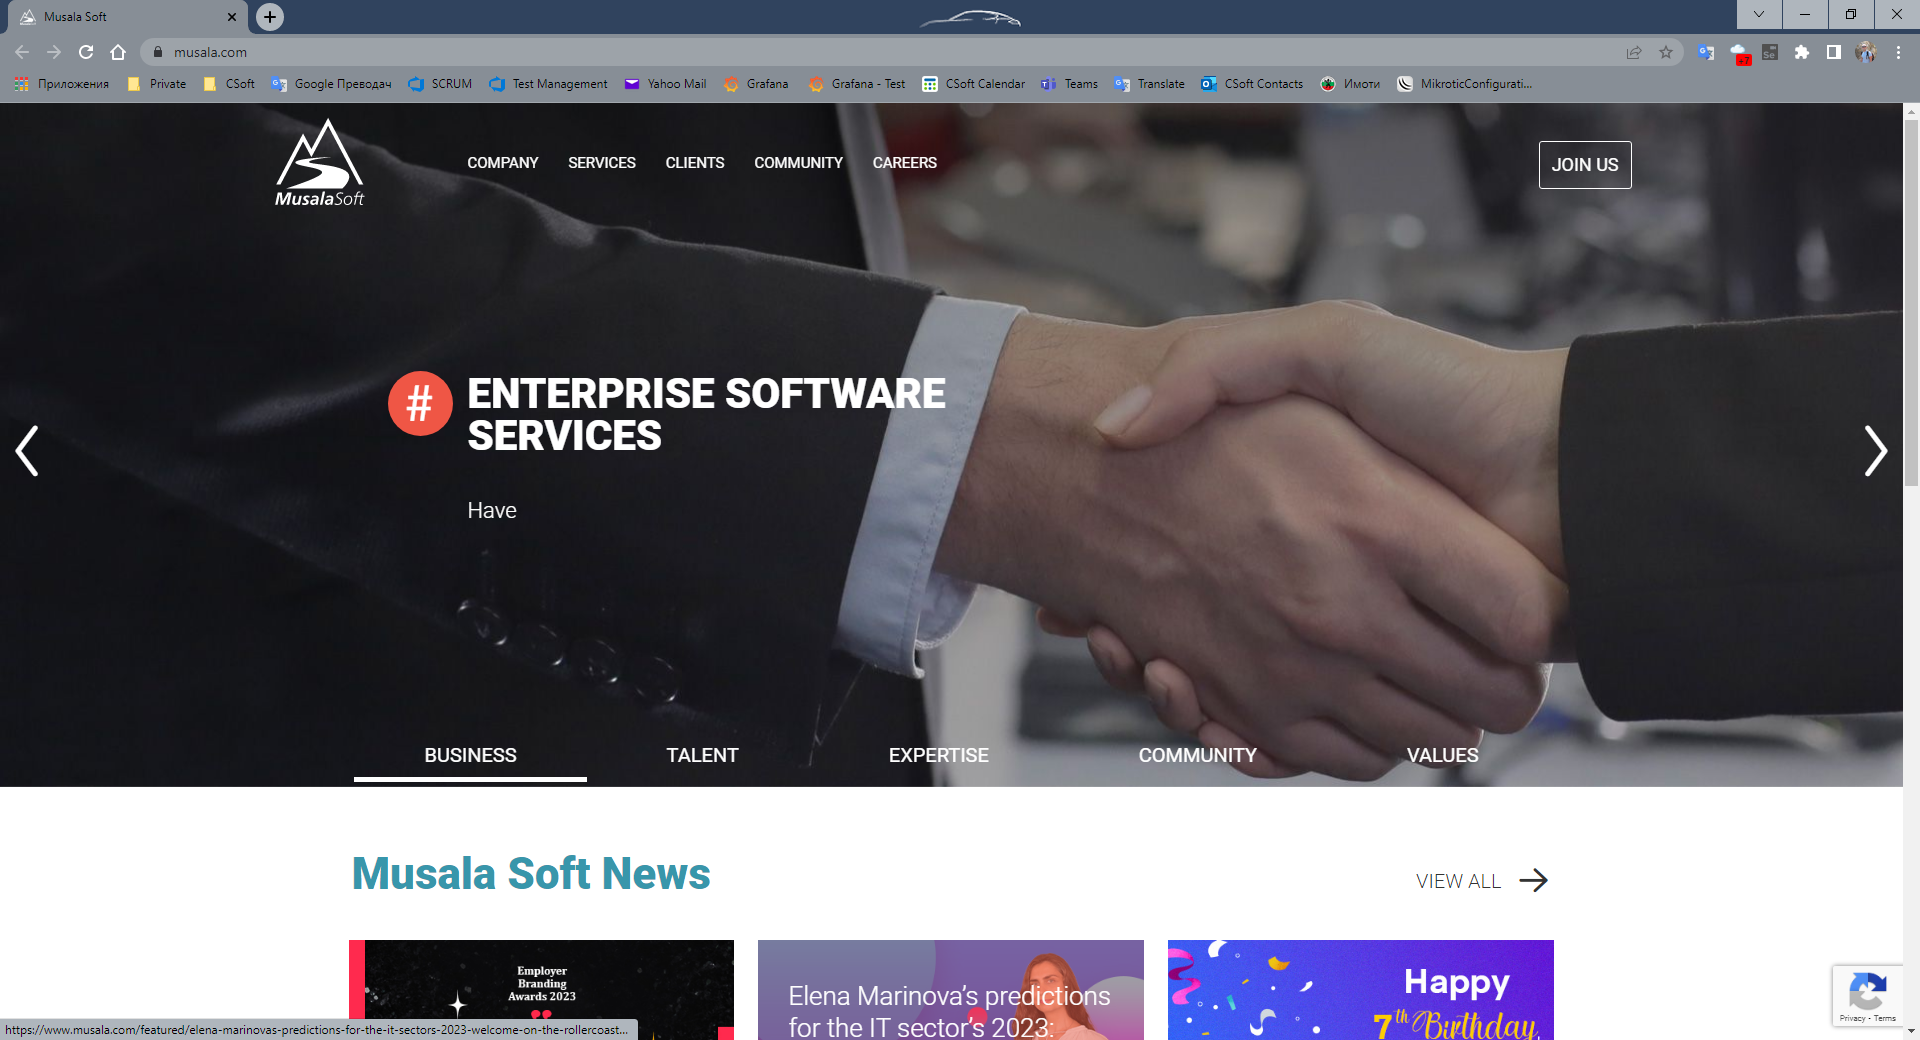 Musala Soft
musala.com
Приложения Private CSoft Google Преводач SCRUM Test Management Yahoo Mail Grafana Grafana - Test CSoft Calendar Teams Translate CSoft Contacts Имоти MikroticConfigurati...
MusalaSoft
COMPANY SERVICES CLIENTS COMMUNITY CAREERS
JOIN US
# ENTERPRISE SOFTWARE
SERVICES
Have
BUSINESS TALENT EXPERTISE COMMUNITY VALUES
Musala Soft News
VIEW ALL
Employer
Branding
Awards 2023
Elena Marinova’s predictions
for the IT sector’s 2023:
Happy
7th Birthday,
Privacy - Terms
https://www.musala.com/featured/elena-marinovas-predictions-for-the-it-sectors-2023-welcome-on-the-rollercoast...